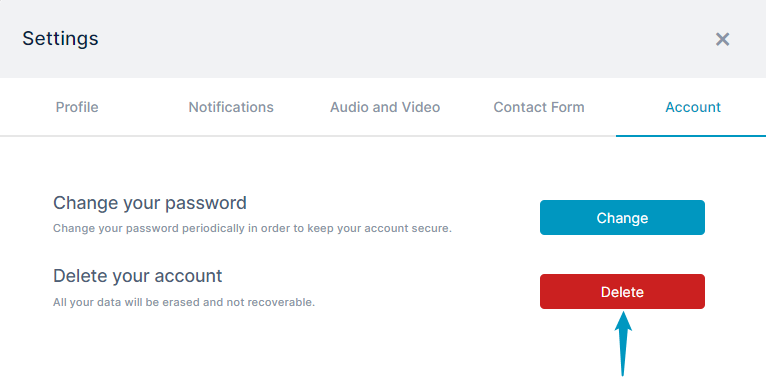 Settings
Profile Notifications Audio and Video Contact Form Account
Change your password
Change your password periodically in order to keep your account secure.
Change
Delete your account
All your data will be erased and not recoverable.
Delete